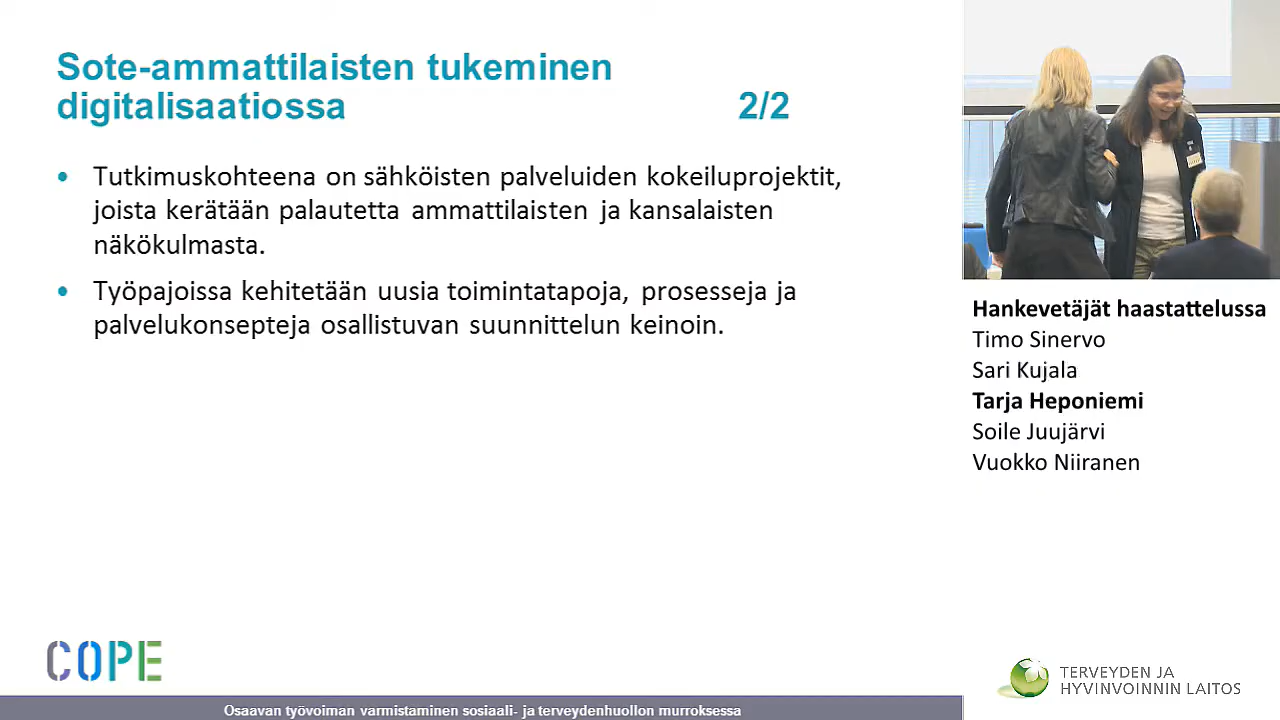 Sote-ammattilaisten tukeminen
digitalisaatiossa 2/2
• Tutkimuskohteena on sähköisten palveluiden kokeiluprojektit,
joista kerätään palautetta ammattilaisten ja kansalaisten
näkökulmasta.
• Työpajoissa kehitetään uusia toimintatapoja, prosesseja ja
palvelukonsepteja osallistuvan suunnittelun keinoin.
Hankevetäjät haastattelussa
Timo Sinervo
Sari Kujala
Tarja Heponiemi
Soile Juujärvi
Vuokko Niiranen
COPE
TERVEYDEN JA
HYVINVOINNIN LAITOS
Osaavan työvoiman varmistaminen sosiaali- ja terveydenhuollon murroksessa